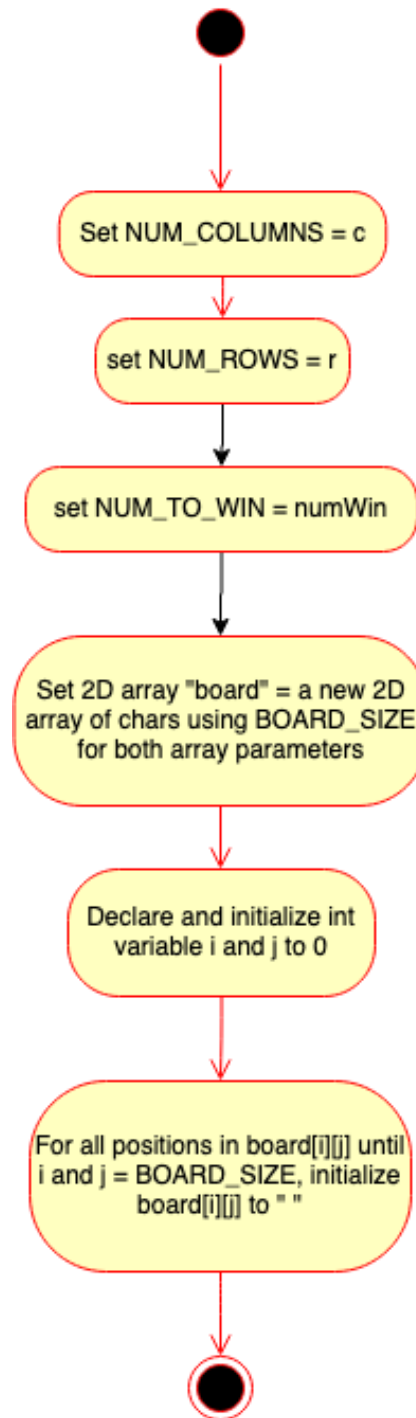 Set NUM_COLUMNS = c
set NUM_ROWS = r
set NUM_TO_WIN = numWin
Set 2D array "board" = a new 2D
array of chars using BOARD_SIZE
for both array parameters
Declare and initialize int
variable i and j to 0
For all positions in board[i][j] until
i and j = BOARD_SIZE, initialize
board[i][j] to " "